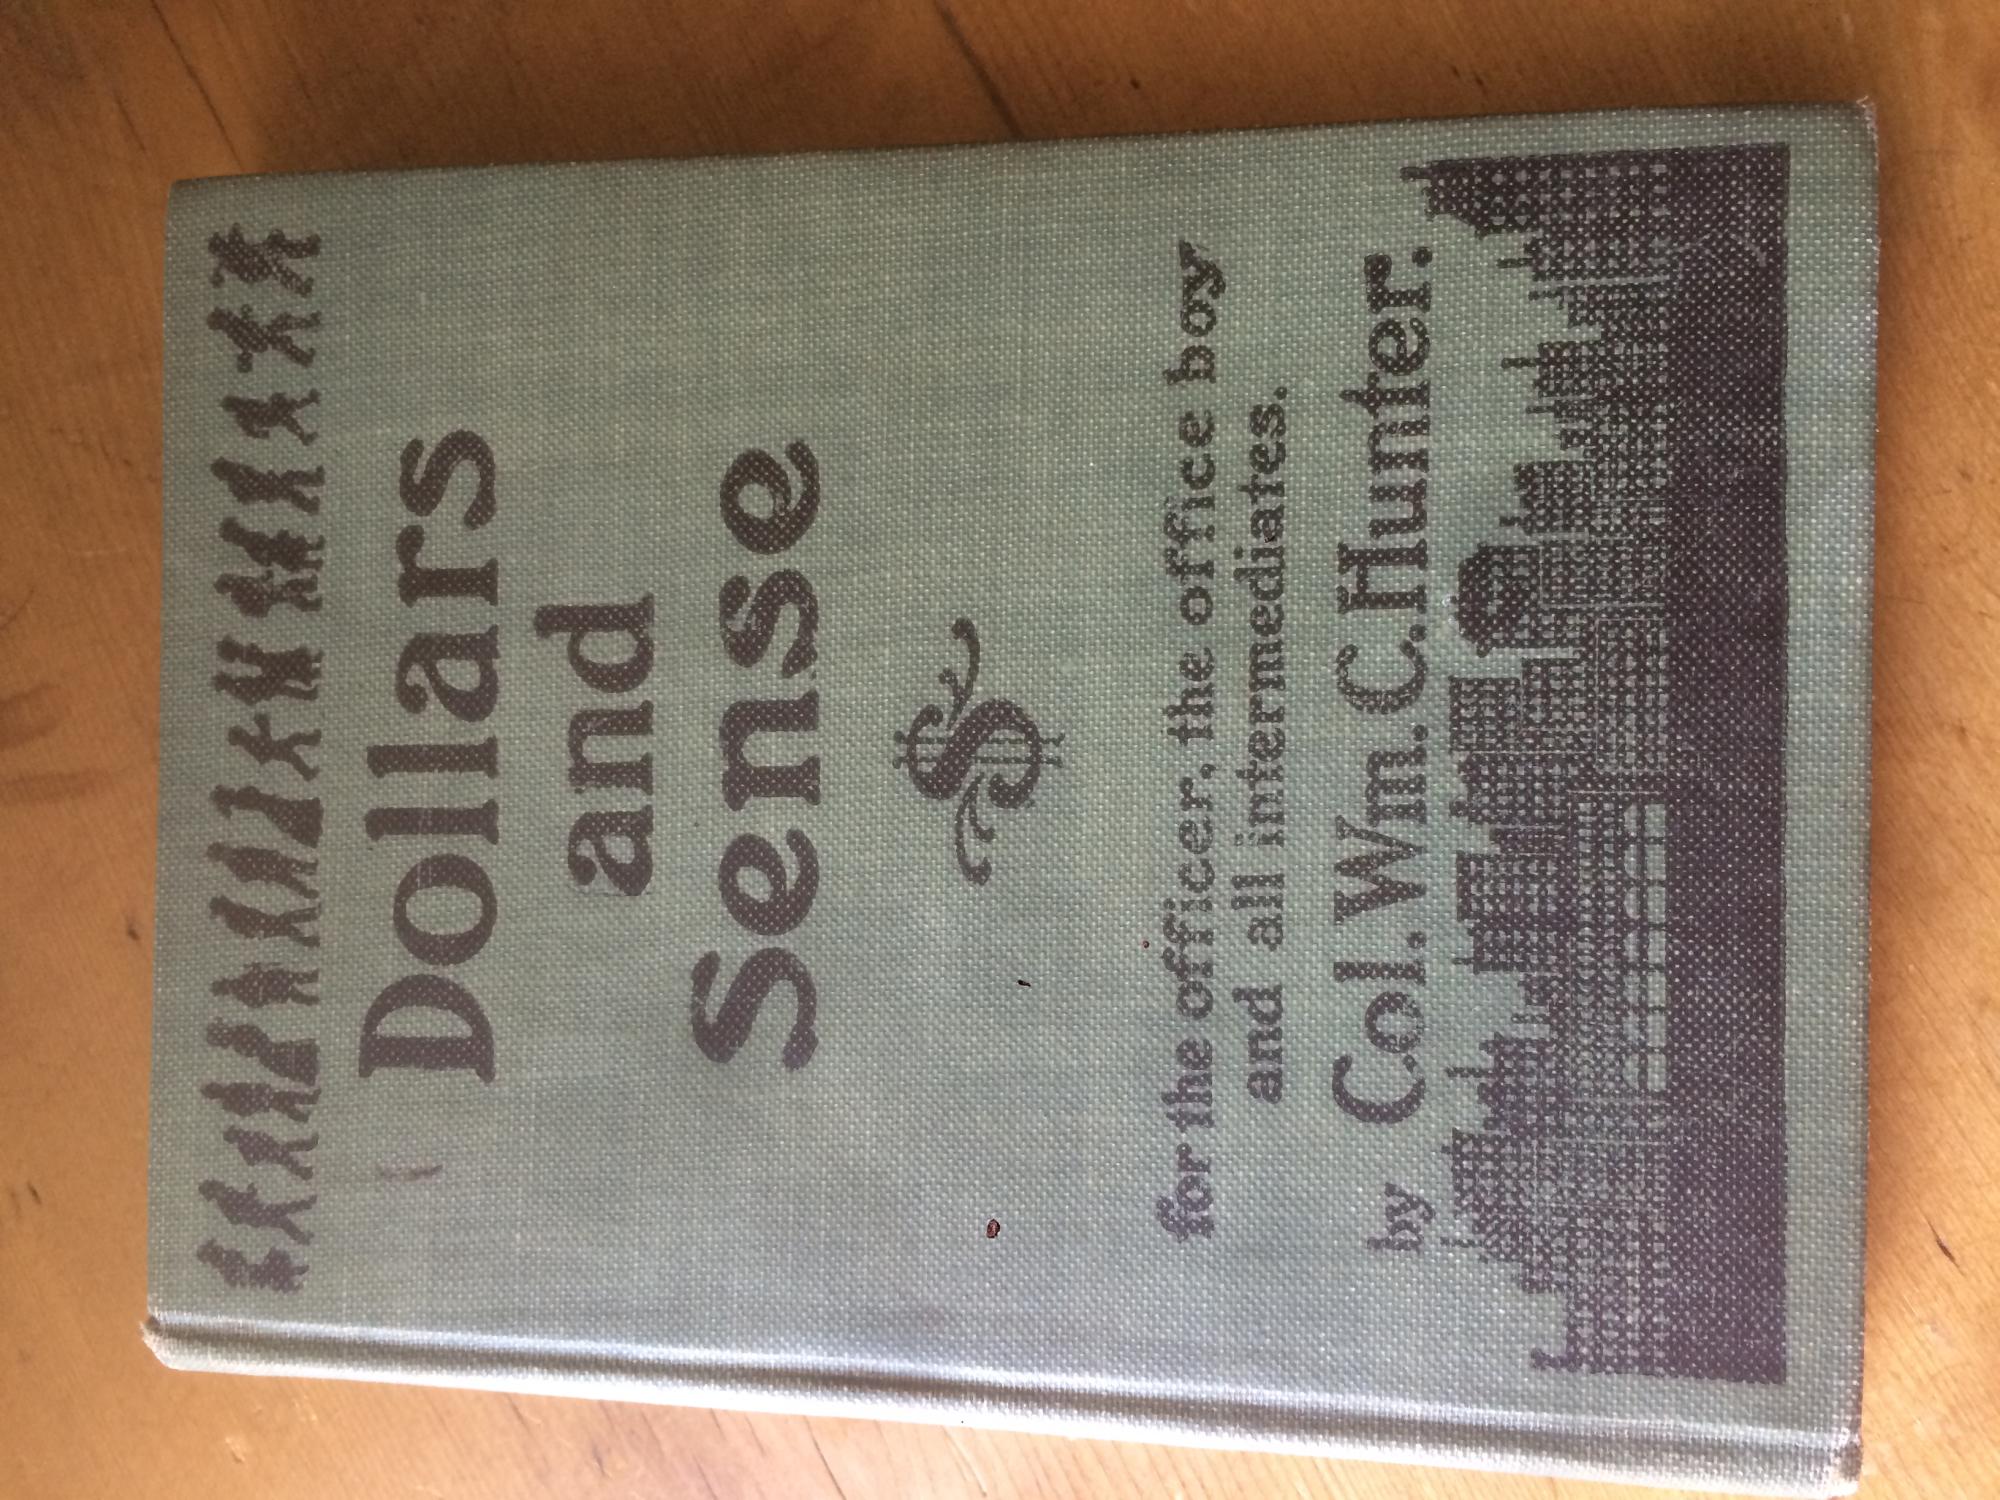 Dollars
and
Sense
$
for the officer, the office boy
and all intermediates.
by Col. Wm. C. Hunter.